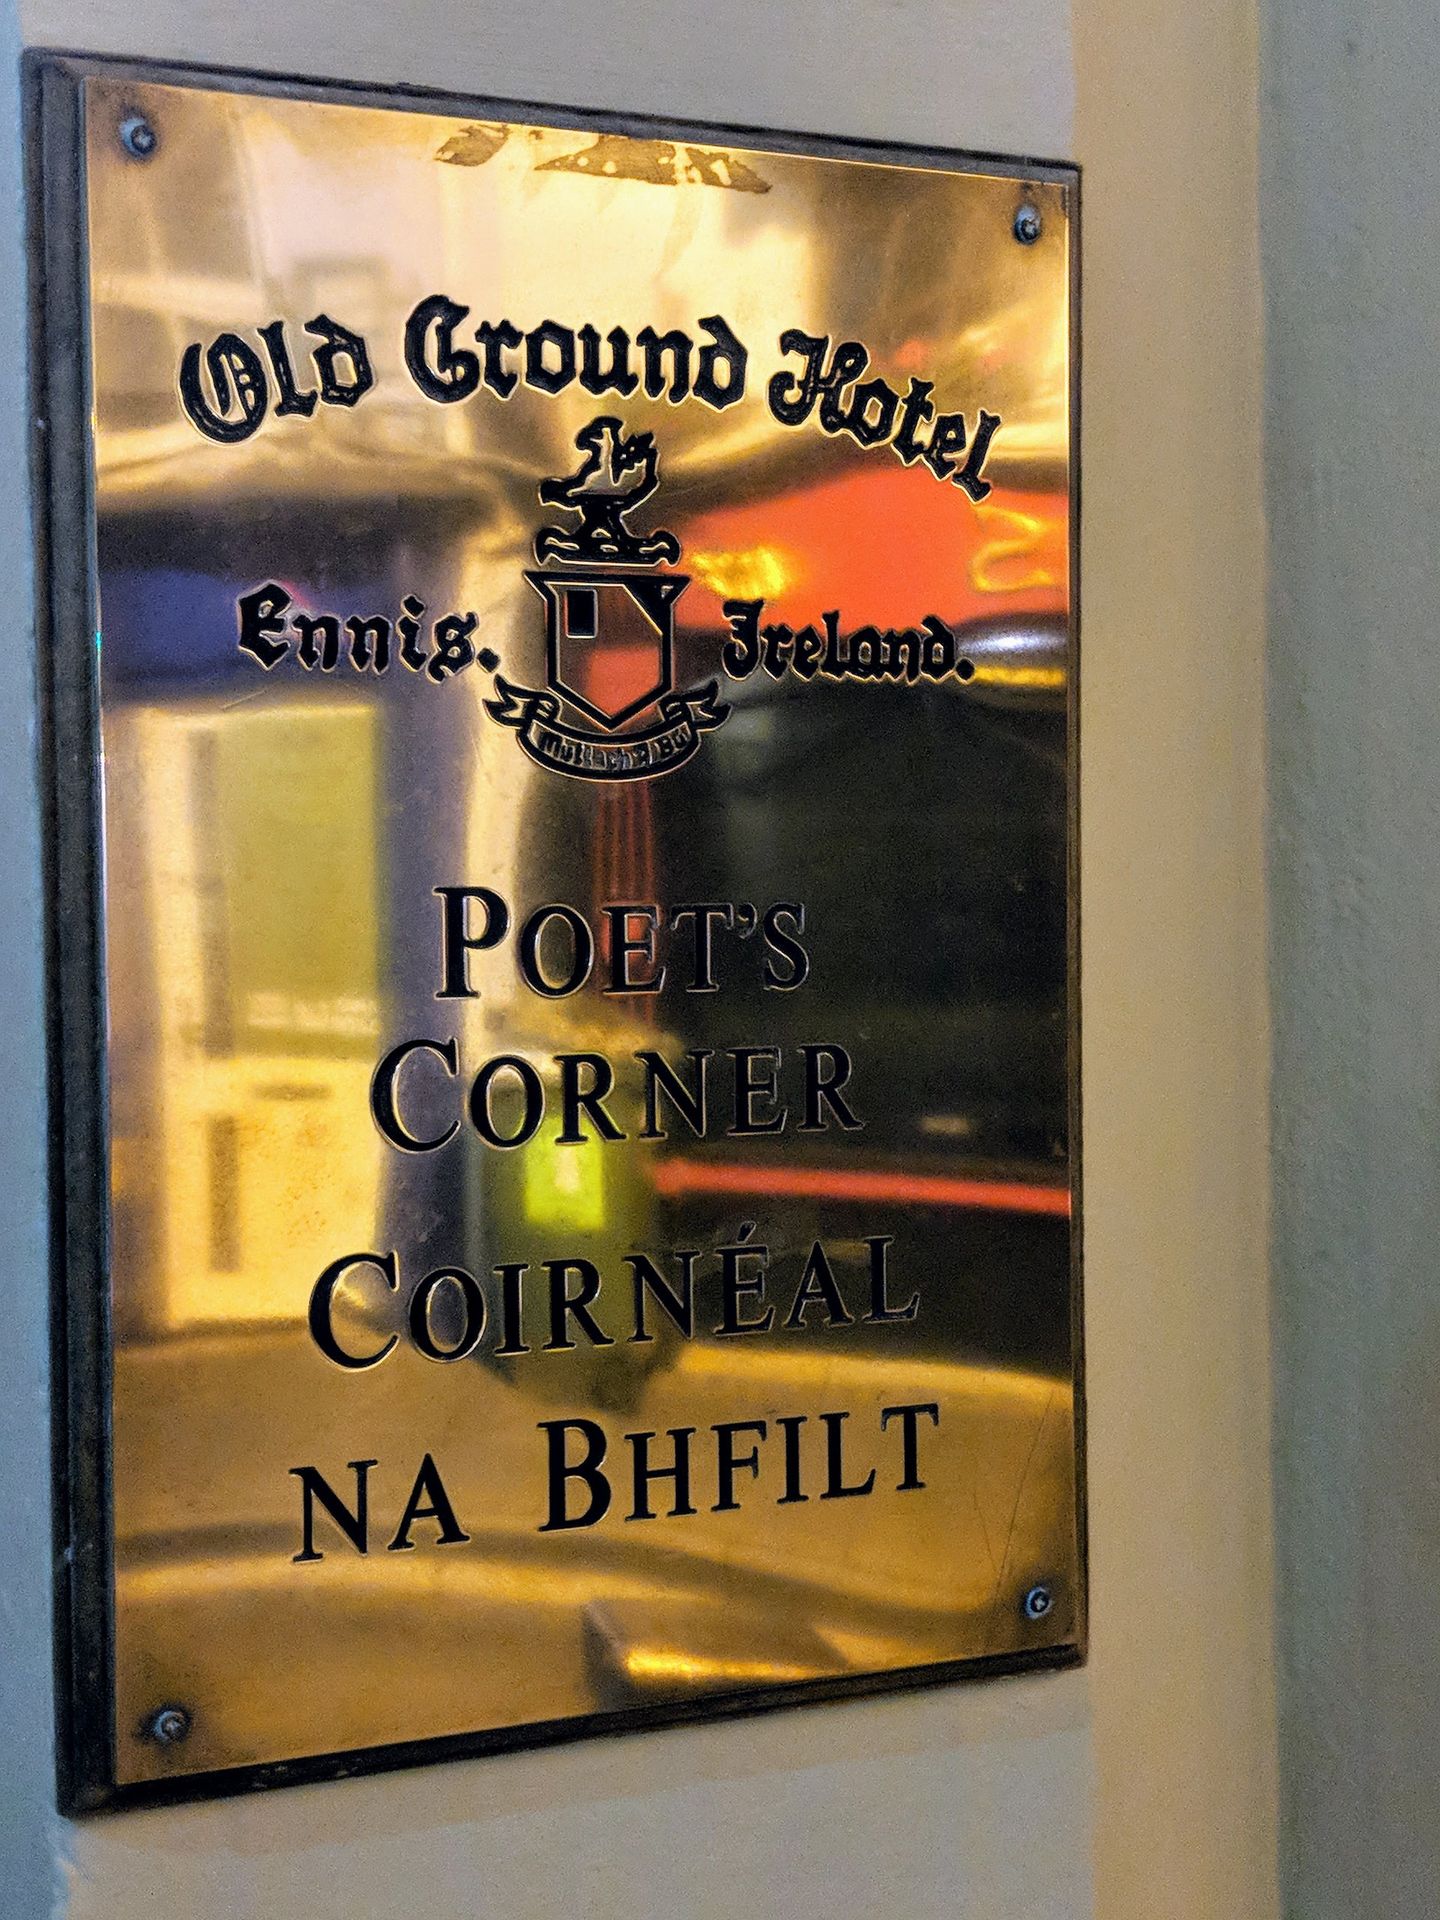 Old Ground Hotel
Ennis. Ireland.
POET'S
CORNER
COIRNÉAL
NA BHFILT